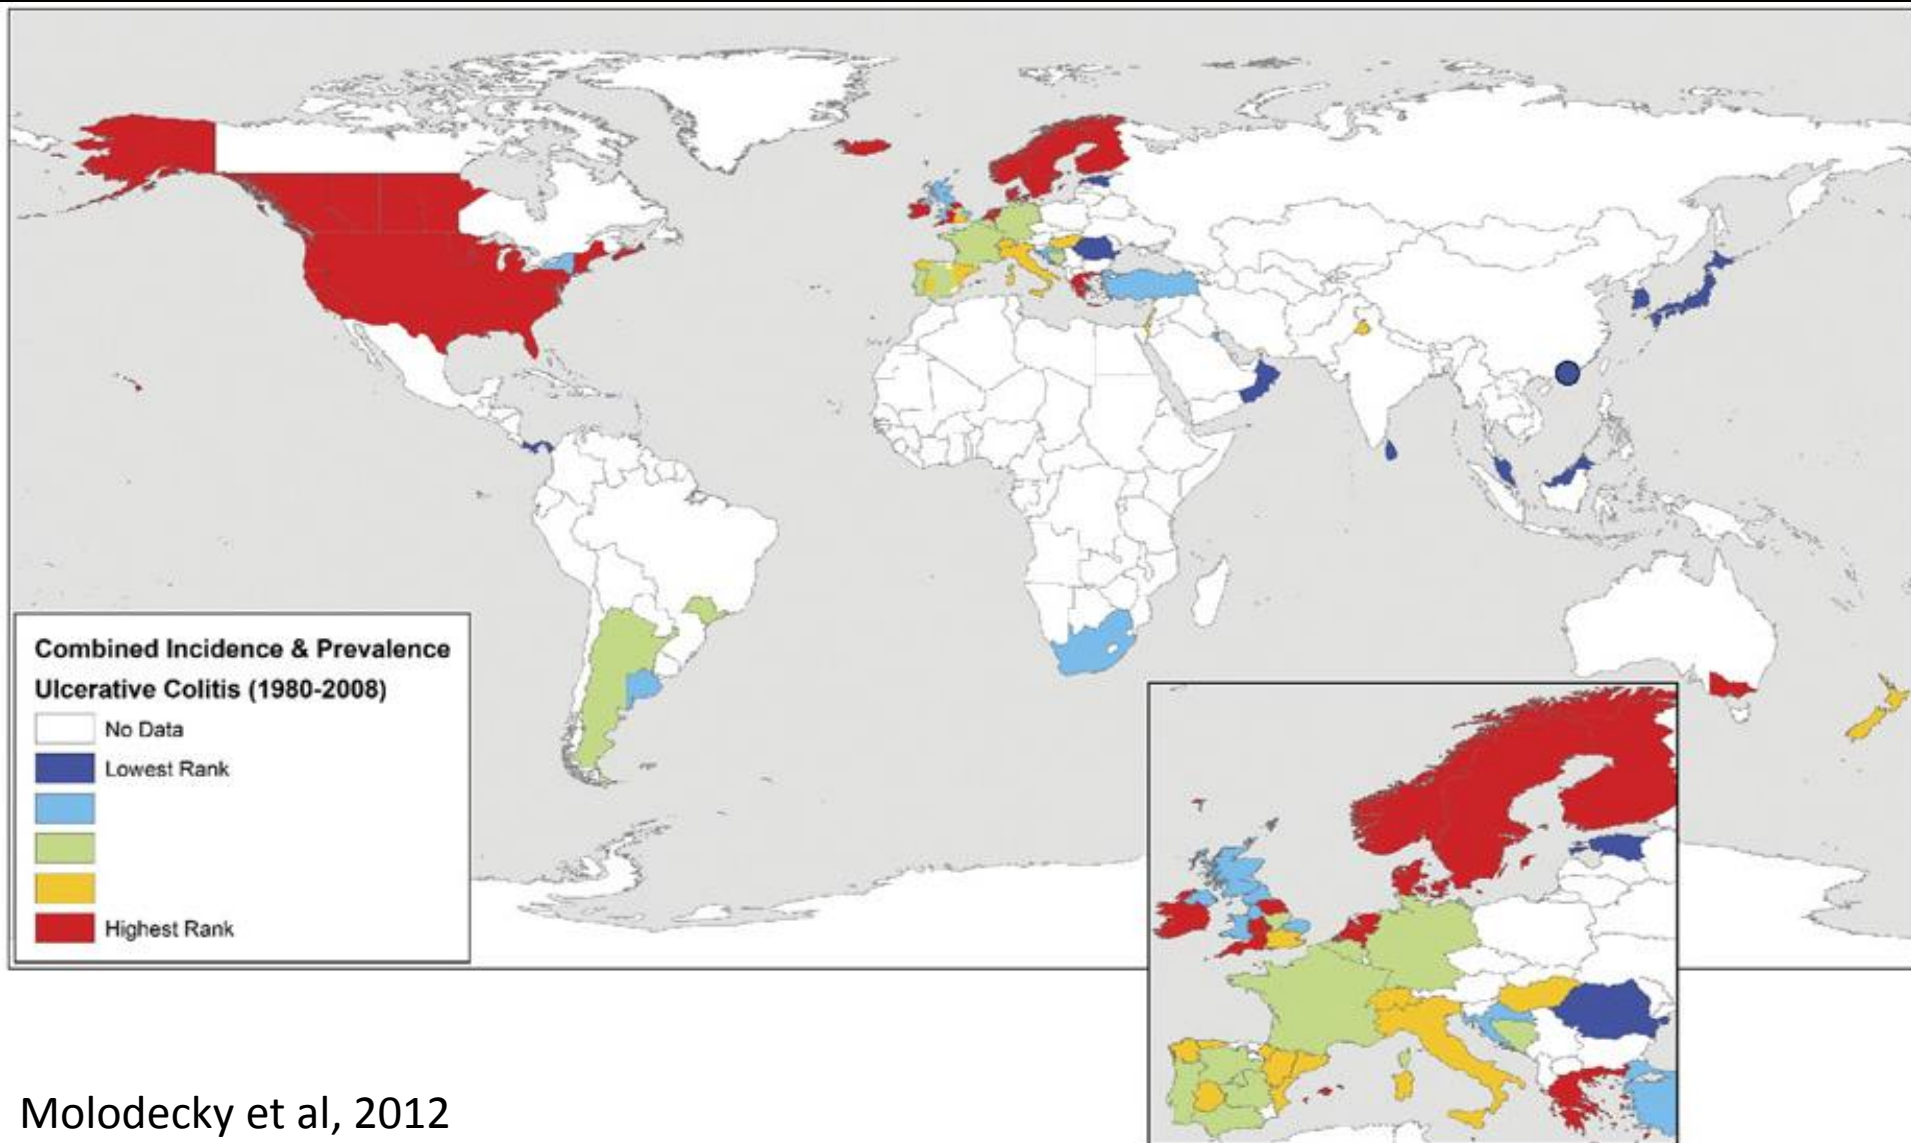 Combined Incidence & Prevalence
Ulcerative Colitis (1980-2008)
No Data
Lowest Rank
Highest Rank
Molodecky et al, 2012